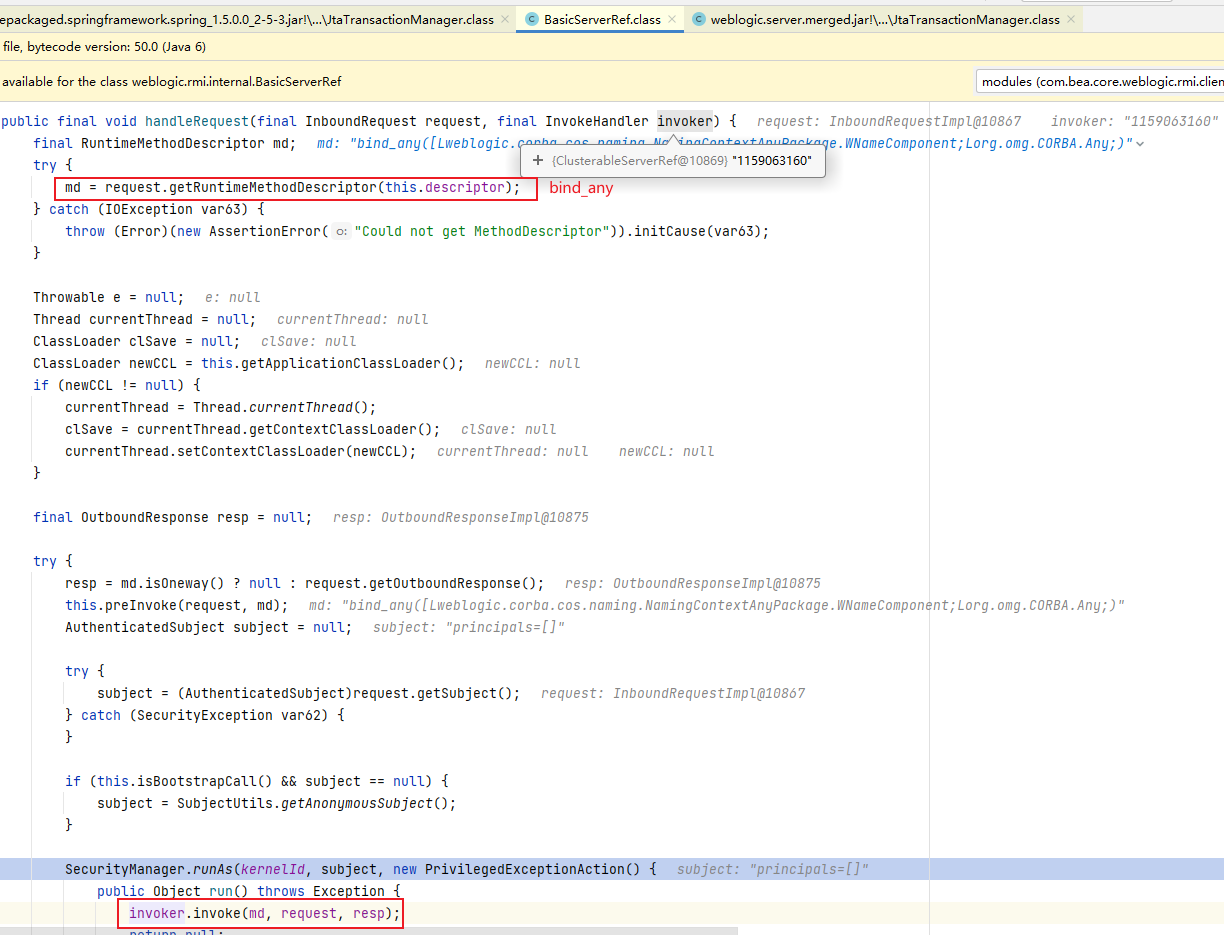 epackaged.springframework.spring_1.5.0.0_2-5-3.jar!\...\JtaTransactionManager.class × C BasicServerRef.class × C weblogic.server.merged.jar!\...\JtaTransactionManager.class ×
file, bytecode version: 50.0 (Java 6)
available for the class weblogic.rmi.internal.BasicServerRef modules (com.bea.core.weblogic.rmi.clien
public final void handleRequest(final InboundRequest request, final InvokeHandler invoker) { request: InboundRequestImpl@10867 invoker: "1159063160"
final RuntimeMethodDescriptor md; md: "bind_any([Lweblogic.corba.cos.naming.NamingContextAnyPackage.WNameComponent;Lorg.omg.CORBA.Any;)"
+ {ClusterableServerRef@10869} "1159063160"
try {
md = request.getRuntimeMethodDescriptor(this.descriptor); bind_any
} catch (IOException var63) {
throw (Error)(new AssertionError( o: "Could not get MethodDescriptor")).initCause(var63);
}
Throwable e = null; e: null
Thread currentThread = null; currentThread: null
ClassLoader clSave = null; clSave: null
ClassLoader newCCL = this.getApplicationClassLoader(); newCCL: null
if (newCCL != null) {
currentThread = Thread.currentThread();
clSave = currentThread.getContextClassLoader(); clSave: null
currentThread.setContextClassLoader(newCCL); currentThread: null newCCL: null
}
final OutboundResponse resp = null; resp: OutboundResponseImpl@10875
try {
resp = md.isOneway() ? null : request.getOutboundResponse(); resp: OutboundResponseImpl@10875
this.preInvoke(request, md); md: "bind_any([Lweblogic.corba.cos.naming.NamingContextAnyPackage.WNameComponent;Lorg.omg.CORBA.Any;)"
AuthenticatedSubject subject = null; subject: "principals=[]"
try {
subject = (AuthenticatedSubject)request.getSubject(); request: InboundRequestImpl@10867
} catch (SecurityException var62) {
}
if (this.isBootstrapCall() && subject == null) {
subject = SubjectUtils.getAnonymousSubject();
}
SecurityManager.runAs(kernelId, subject, new PrivilegedExceptionAction() { subject: "principals=[]"
public Object run() throws Exception {
invoker.invoke(md, request, resp);
return null;